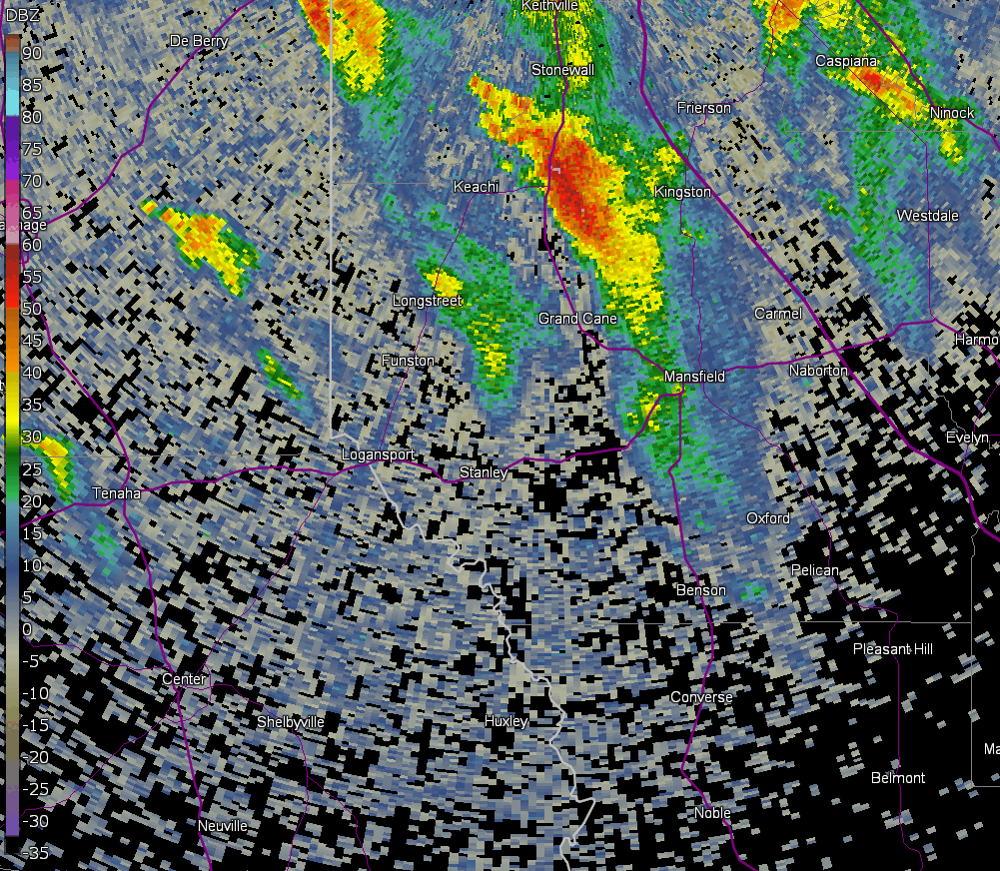 DBZ
Keithville
De Berry
90
Caspiana
Stonewall
85
Frierson
Ninock
80
75
Keachi
Kingston
70
65
Westdale
age
60
55
Longstreet
50
Carmel
Grand Cane
45
Harmo
Funston
Naborton
40
Mansfield
35
30
Evelyn
Logansport
25
Stanley
20
Tenaha
Oxford
15
10
Pelican
Benson
5
0
Pleasant Hill
-5
Center
-10
Converse
-15
Shelbyville
Huxley
Ma
-20
Belmont
-25
Noble
-30
Neuville
-35